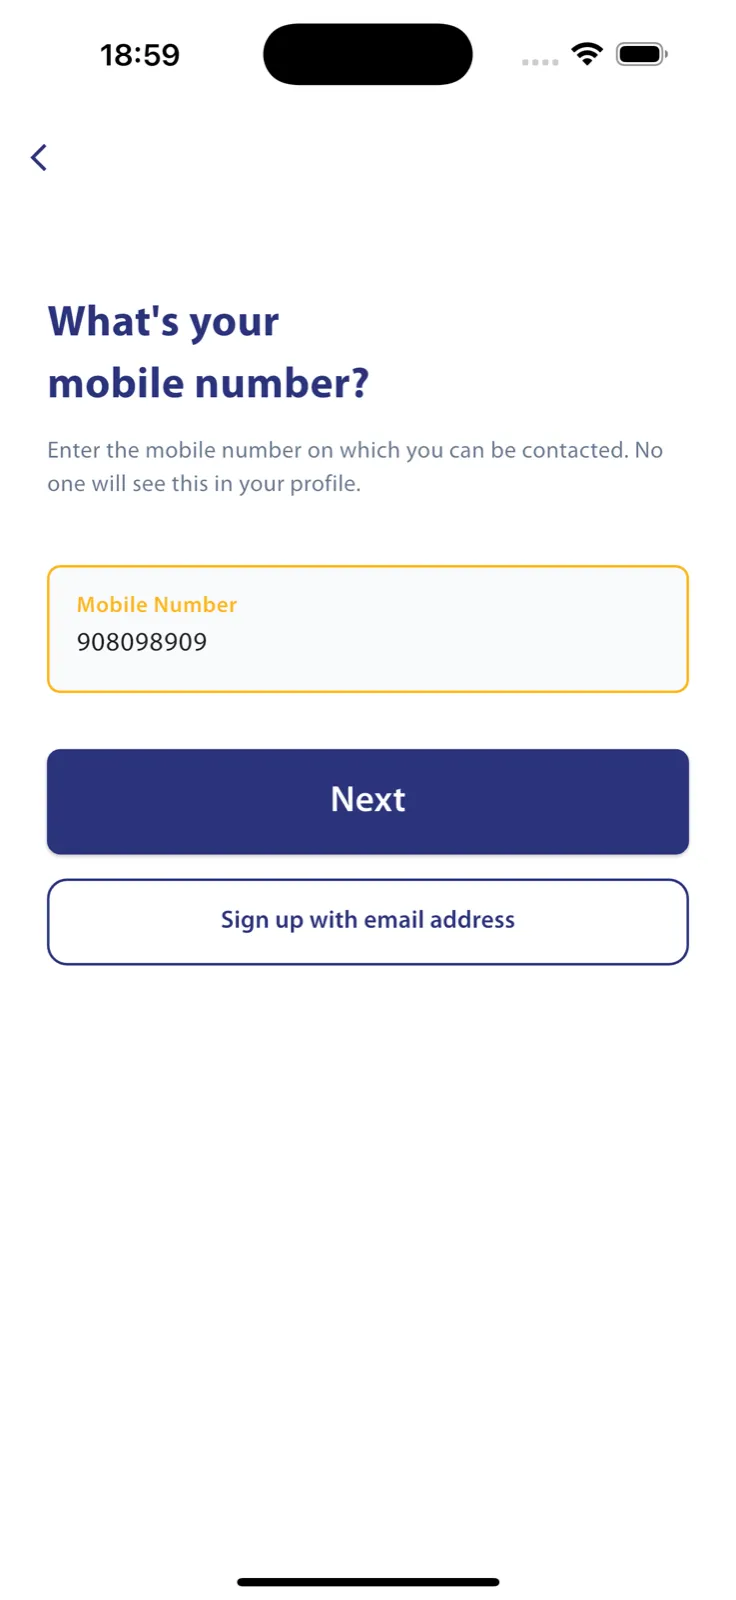 18:59
What's your
mobile number?
Enter the mobile number on which you can be contacted. No
one will see this in your profile.
Mobile Number
908098909
Next
Sign up with email address